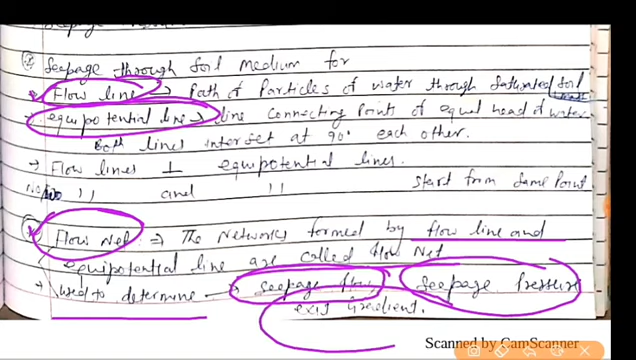 Seepage through soil medium for
Flow line → Path of Particles of water through saturated soil
equipotential line → line connecting Points of equal head of water
Both lines interset at 90° each other.
→ Flow lines ⊥ equipotential lines.
No two " and " start from same Point
Flow Net ⇒ The Networks formed by flow line and
equipotential line are called flow Net
→ used to determine → seepage flow, seepage Pressure
exit Gradient.
Scanned by CamScanner